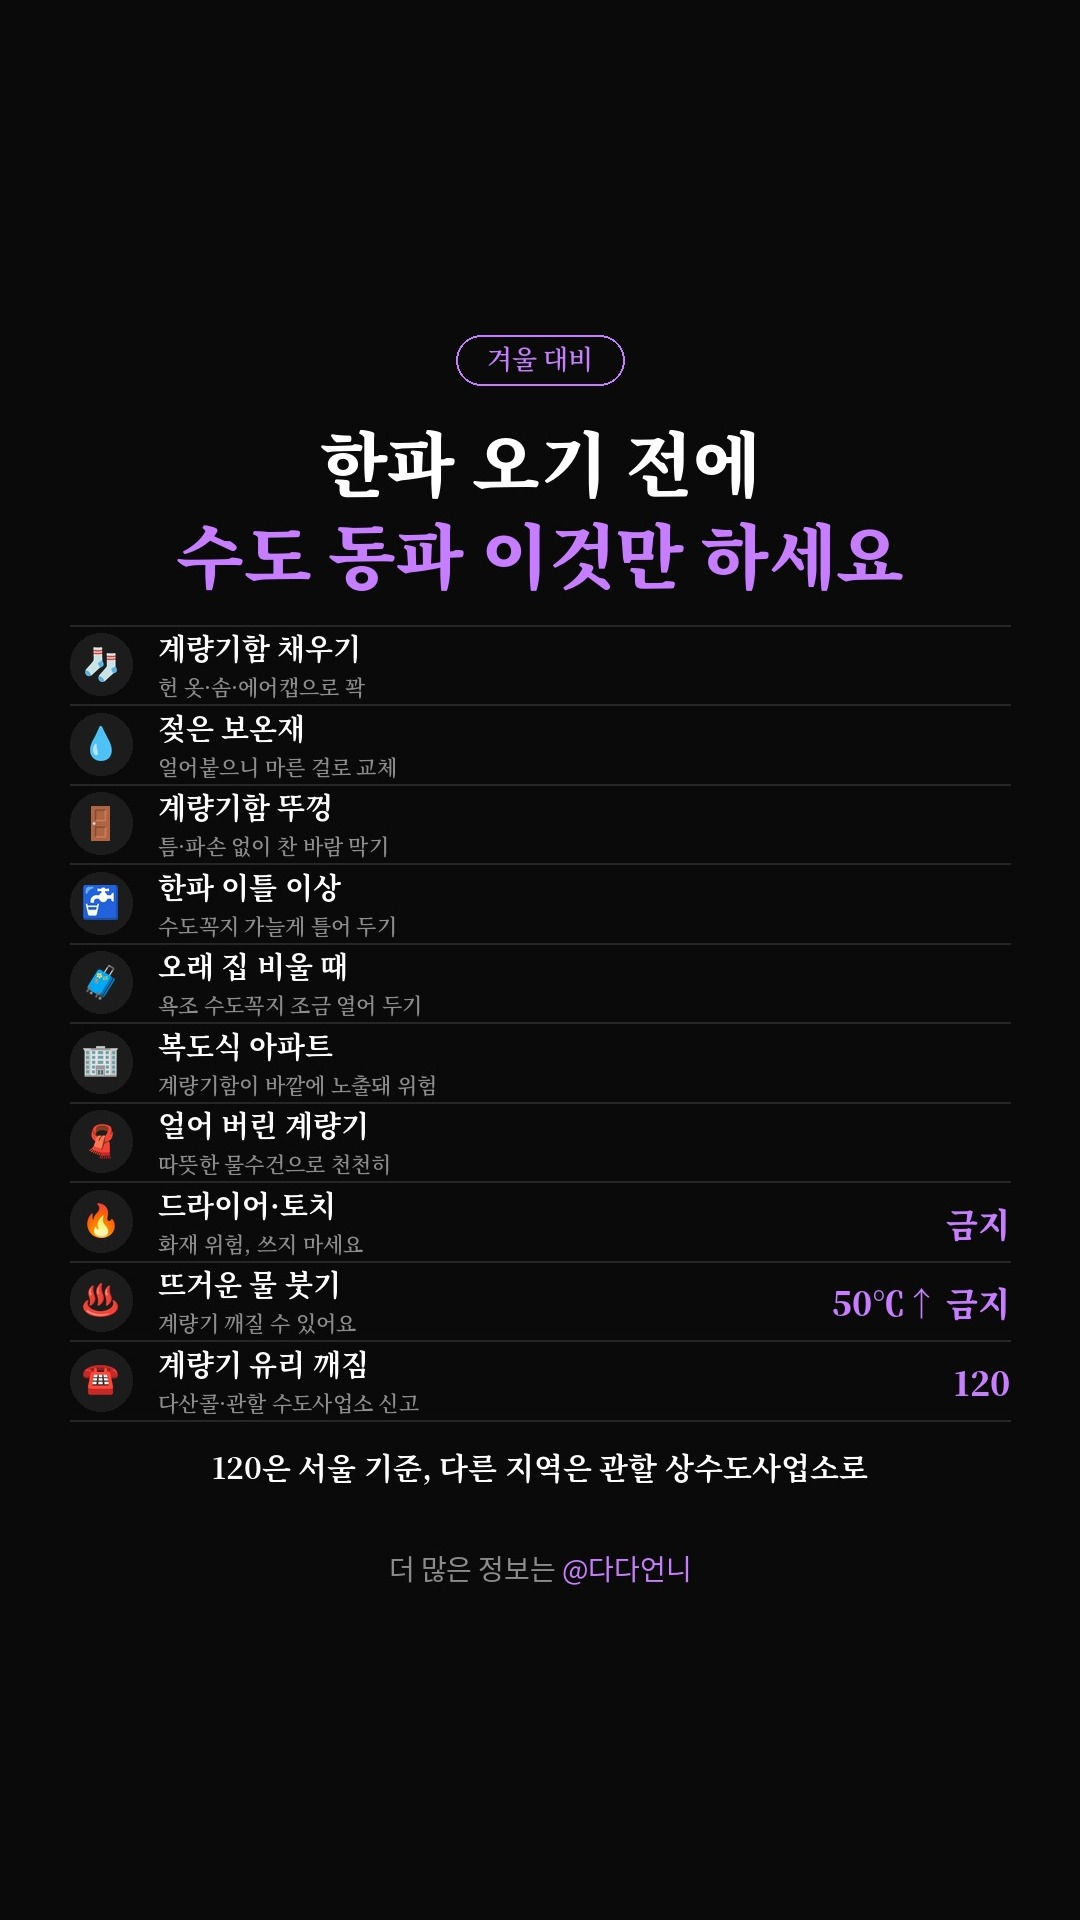 겨울 대비
한파 오기 전에
수도 동파 이것만 하세요
계량기함 채우기
헌 옷·솜·에어캡으로 꽉
젖은 보온재
얼어붙으니 마른 걸로 교체
계량기함 뚜껑
틈·파손 없이 찬 바람 막기
한파 이틀 이상
수도꼭지 가늘게 틀어 두기
오래 집 비울 때
욕조 수도꼭지 조금 열어 두기
복도식 아파트
계량기함이 바깥에 노출돼 위험
얼어 버린 계량기
따뜻한 물수건으로 천천히
드라이어·토치
화재 위험, 쓰지 마세요
금지
뜨거운 물 붓기
계량기 깨질 수 있어요
50℃↑ 금지
계량기 유리 깨짐
다산콜·관할 수도사업소 신고
120
120은 서울 기준, 다른 지역은 관할 상수도사업소로
더 많은 정보는 @다다언니